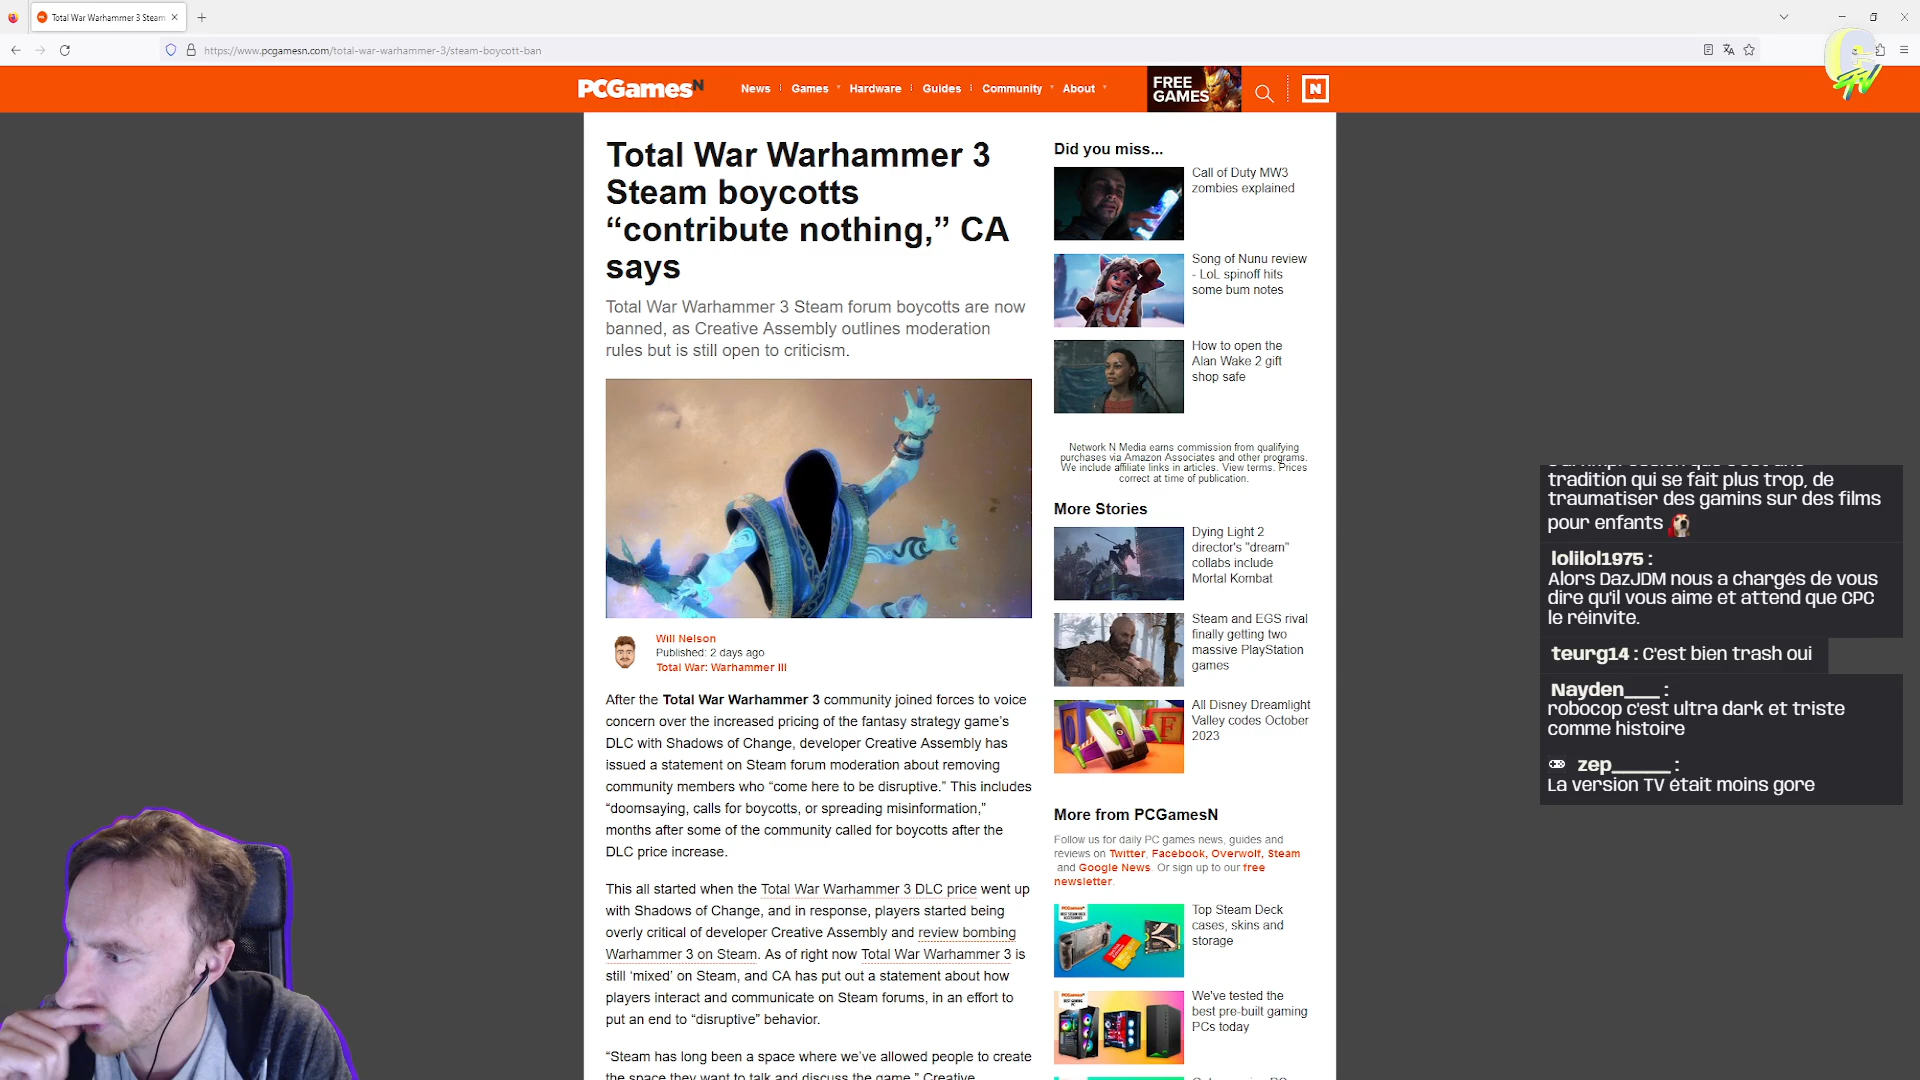 Total War Warhammer 3 Steam
https://www.pcgamesn.com/total-war-warhammer-3/steam-boycott-ban
PCGamesN
News
Games
Hardware
Guides
Community
About
FREE
GAMES
N
TV
Total War Warhammer 3
Steam boycotts
“contribute nothing,” CA
says
Total War Warhammer 3 Steam forum boycotts are now
banned, as Creative Assembly outlines moderation
rules but is still open to criticism.
Will Nelson
Published: 2 days ago
Total War: Warhammer III
After the Total War Warhammer 3 community joined forces to voice
concern over the increased pricing of the fantasy strategy game’s
DLC with Shadows of Change, developer Creative Assembly has
issued a statement on Steam forum moderation about removing
community members who “come here to be disruptive.” This includes
“doomsaying, calls for boycotts, or spreading misinformation,”
months after some of the community called for boycotts after the
DLC price increase.
This all started when the Total War Warhammer 3 DLC price went up
with Shadows of Change, and in response, players started being
overly critical of developer Creative Assembly and review bombing
Warhammer 3 on Steam. As of right now Total War Warhammer 3 is
still ‘mixed’ on Steam, and CA has put out a statement about how
players interact and communicate on Steam forums, in an effort to
put an end to “disruptive” behavior.
“Steam has long been a space where we’ve allowed people to create
the space they want to talk and discuss the game,” Creative
Did you miss...
Call of Duty MW3
zombies explained
Song of Nunu review
- LoL spinoff hits
some bum notes
How to open the
Alan Wake 2 gift
shop safe
Network N Media earns commission from qualifying
purchases via Amazon Associates and other programs.
We include affiliate links in articles. View terms. Prices
correct at time of publication.
More Stories
Dying Light 2
director's "dream"
collabs include
Mortal Kombat
Steam and EGS rival
finally getting two
massive PlayStation
games
All Disney Dreamlight
Valley codes October
2023
More from PCGamesN
Follow us for daily PC games news, guides and
reviews on Twitter, Facebook, Overwolf, Steam
and Google News. Or sign up to our free
newsletter.
Top Steam Deck
cases, skins and
storage
We've tested the
best pre-built gaming
PCs today
tradition qui se fait plus trop, de
traumatiser des gamins sur des films
pour enfants
lolilol1975 :
Alors DazJDM nous a chargés de vous
dire qu'il vous aime et attend que CPC
le réinvite.
teurg14 : C'est bien trash oui
Nayden___ :
robocop c'est ultra dark et triste
comme histoire
zep_____ :
La version TV était moins gore